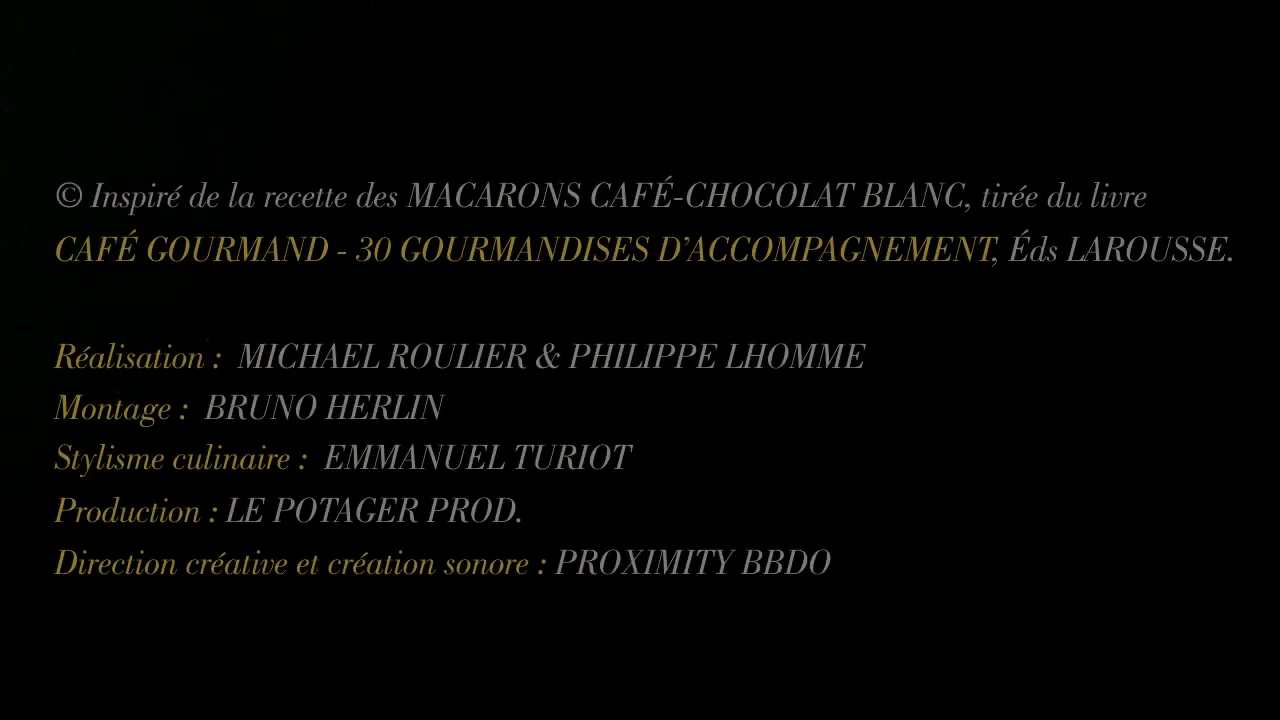 © Inspiré de la recette des MACARONS CAFÉ-CHOCOLAT BLANC, tirée du livre
CAFÉ GOURMAND - 30 GOURMANDISES D’ACCOMPAGNEMENT, Éds LAROUSSE.
Réalisation : MICHAEL ROULIER & PHILIPPE LHOMME
Montage : BRUNO HERLIN
Stylisme culinaire : EMMANUEL TURIOT
Production : LE POTAGER PROD.
Direction créative et création sonore : PROXIMITY BBDO